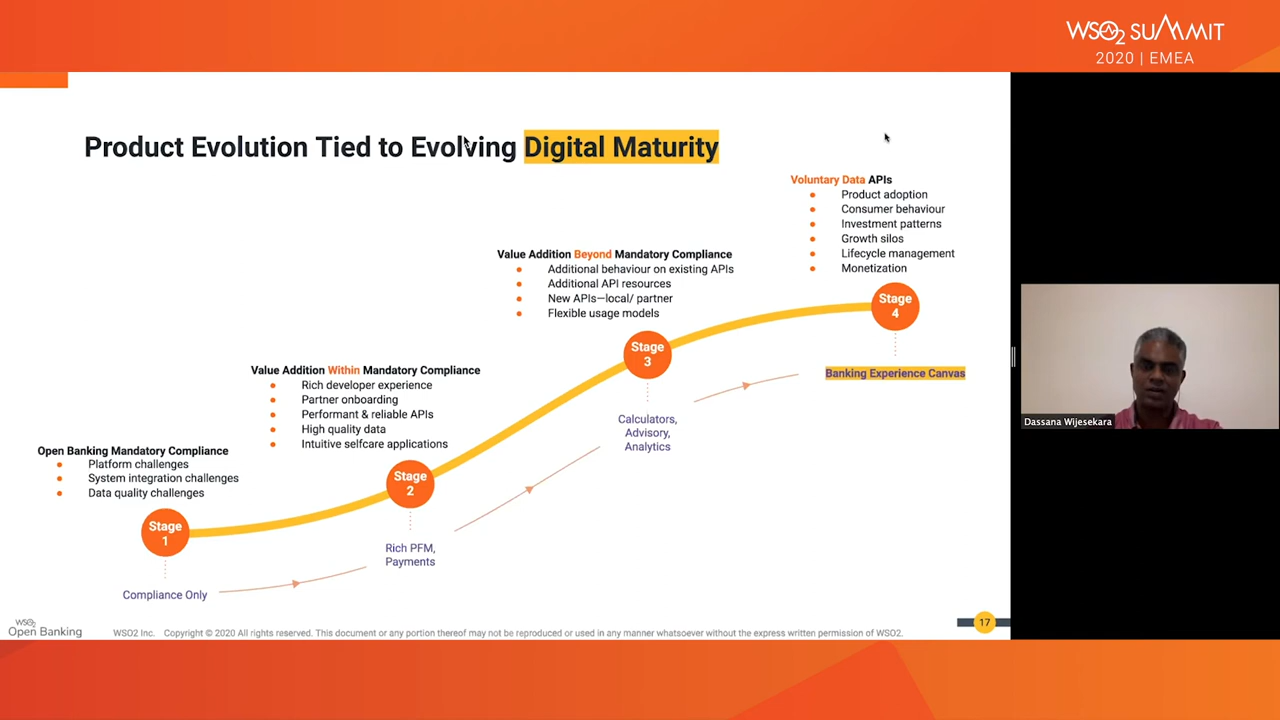 WSO2 SUMMIT
2020 | EMEA
Product Evolution Tied to Evolving Digital Maturity
Voluntary Data APIs
Product adoption
Consumer behaviour
Investment patterns
Growth silos
Lifecycle management
Monetization
Value Addition Beyond Mandatory Compliance
Additional behaviour on existing APIs
Additional API resources
New APIs—local/ partner
Flexible usage models
Value Addition Within Mandatory Compliance
Rich developer experience
Partner onboarding
Performant & reliable APIs
High quality data
Intuitive selfcare applications
Open Banking Mandatory Compliance
Platform challenges
System integration challenges
Data quality challenges
Stage
1
Stage
2
Stage
3
Stage
4
Compliance Only
Rich PFM,
Payments
Calculators,
Advisory,
Analytics
Banking Experience Canvas
Dassana Wijesekara
WSO2
Open Banking
WSO2 Inc. Copyright © 2020 All rights reserved. This document or any portion thereof may not be reproduced or used in any manner whatsoever without the express written permission of WSO2.
17